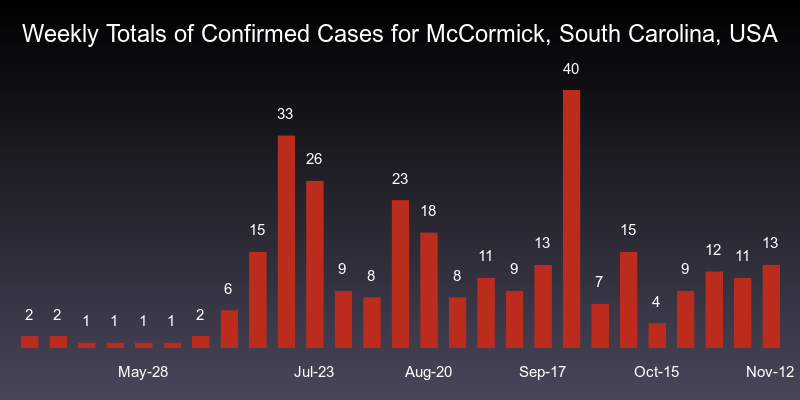 Weekly Totals of Confirmed Cases for McCormick, South Carolina, USA
2 2 1 1 1 1 2 6 15 33 26 9 8 23 18 8 11 9 13 40 7 15 4 9 12 11 13
May-28 Jul-23 Aug-20 Sep-17 Oct-15 Nov-12